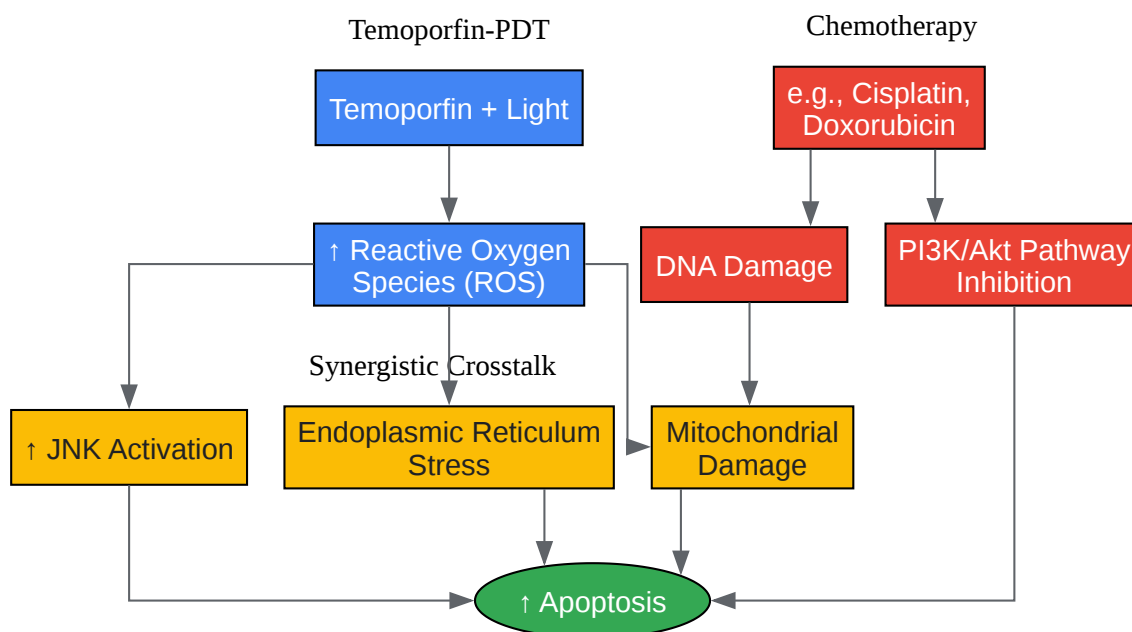 Temoporfin-PDT
Chemotherapy
Temoporfin + Light
e.g., Cisplatin,
Doxorubicin
↑ Reactive Oxygen
Species (ROS)
DNA Damage
PI3K/Akt Pathway
Inhibition
Synergistic Crosstalk
↑ JNK Activation
Endoplasmic Reticulum
Stress
Mitochondrial
Damage
↑ Apoptosis